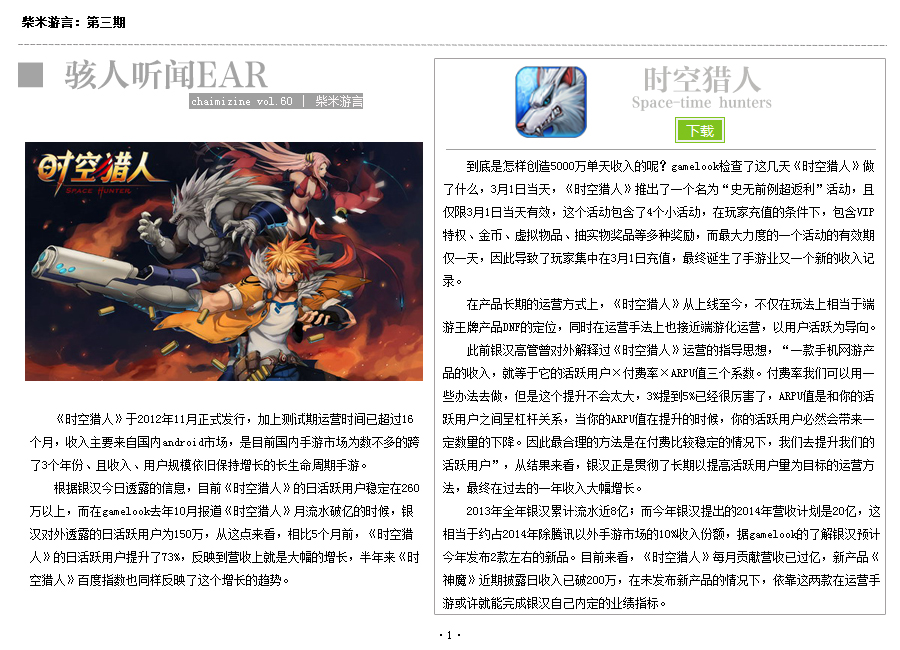 柴米游言：第三期
骇人听闻EAR
chaimizine vol.60 | 柴米游言
时空猎人
SPACE HUNTER
《时空猎人》于2012年11月正式发行，加上测试期运营时间已超过16
个月，收入主要来自国内android市场，是目前国内手游市场为数不多的跨
了3个年份、且收入、用户规模依旧保持增长的长生命周期手游。
根据银汉今日透露的信息，目前《时空猎人》的日活跃用户稳定在260
万以上，而在gamelook去年10月报道《时空猎人》月流水破亿的时候，银
汉对外透露的日活跃用户为150万，从这点来看，相比5个月前，《时空猎
人》的日活跃用户提升了73%，反映到营收上就是大幅的增长，半年来《时
空猎人》百度指数也同样反映了这个增长的趋势。
时空猎人
Space-time hunters
下载
到底是怎样创造5000万单天收入的呢？gamelook检查了这几天《时空猎人》做
了什么，3月1日当天，《时空猎人》推出了一个名为“史无前例超返利”活动，且
仅限3月1日当天有效，这个活动包含了4个小活动，在玩家充值的条件下，包含VIP
特权、金币、虚拟物品、抽实物奖品等多种奖励，而最大力度的一个活动的有效期
仅一天，因此导致了玩家集中在3月1日充值，最终诞生了手游业又一个新的收入记
录。
在产品长期的运营方式上，《时空猎人》从上线至今，不仅在玩法上相当于端
游王牌产品DNF的定位，同时在运营手法上也接近端游化运营，以用户活跃为导向。
此前银汉高管曾对外解释过《时空猎人》运营的指导思想，“一款手机网游产
品的收入，就等于它的活跃用户×付费率×ARPU值三个系数。付费率我们可以用一
些办法去做，但是这个提升不会太大，3%提到5%已经很厉害了，ARPU值是和你的活
跃用户之间呈杠杆关系，当你的ARPU值在提升的时候，你的活跃用户必然会带来一
定数量的下降。因此最合理的方法是在付费比较稳定的情况下，我们去提升我们的
活跃用户”，从结果来看，银汉正是贯彻了长期以提高活跃用户量为目标的运营方
法，最终在过去的一年收入大幅增长。
2013年全年银汉累计流水近8亿；而今年银汉提出的2014年营收计划是20亿，这
相当于约占2014年除腾讯以外手游市场的10%收入份额，据gamelook的了解银汉预计
今年发布2款左右的新品。目前来看，《时空猎人》每月贡献营收已过亿，新产品《
神魔》近期披露日收入已破200万，在未发布新产品的情况下，依靠这两款在运营手
游或许就能完成银汉自己内定的业绩指标。
·1·